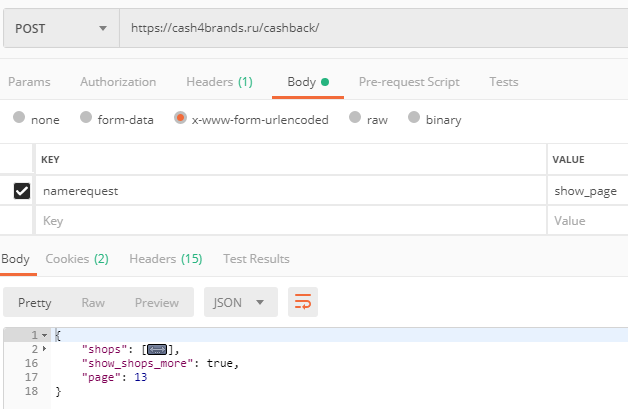 POST https://cash4brands.ru/cashback/
Params Authorization Headers (1) Body Pre-request Script Tests
none form-data x-www-form-urlencoded raw binary
KEY VALUE
namerequest show_page
Key Value
Body Cookies (2) Headers (15) Test Results
Pretty Raw Preview JSON
1 {
2 "shops": [↔],
16 "show_shops_more": true,
17 "page": 13
18 }